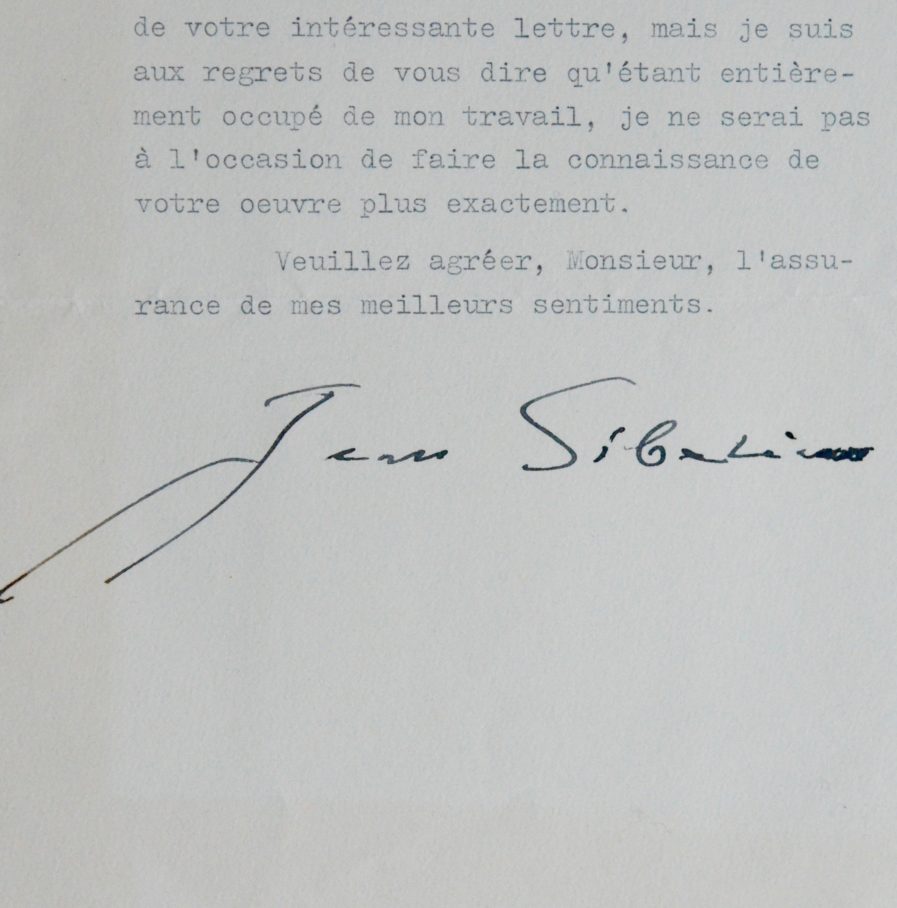 de votre intéressante lettre, mais je suis
aux regrets de vous dire qu'étant entière-
ment occupé de mon travail, je ne serai pas
à l'occasion de faire la connaissance de
votre oeuvre plus exactement.
Veuillez agréer, Monsieur, l'assu-
rance de mes meilleurs sentiments.
Jean Sibelius